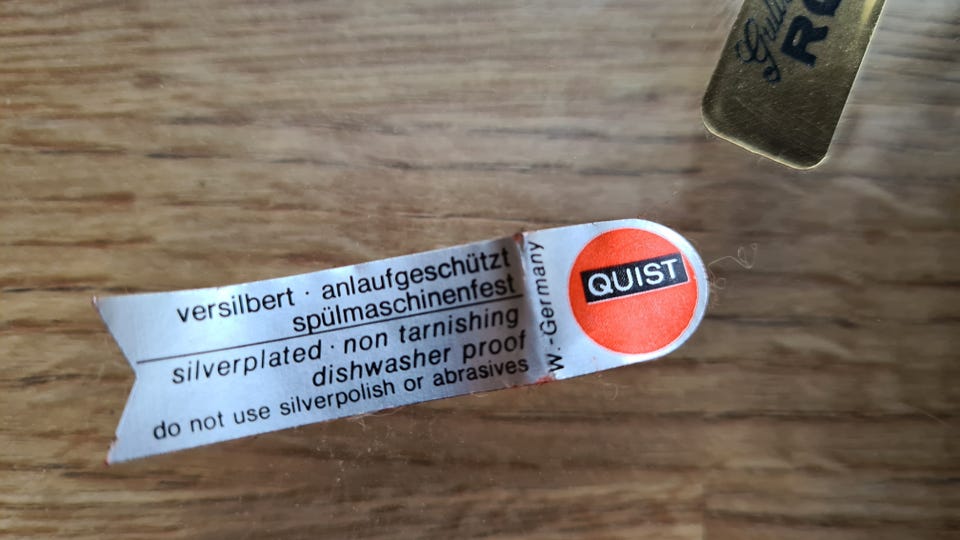 versilbert · anlaufgeschützt
spülmaschinenfest
silverplated · non tarnishing
dishwasher proof
do not use silverpolish or abrasives
W.-Germany
QUIST